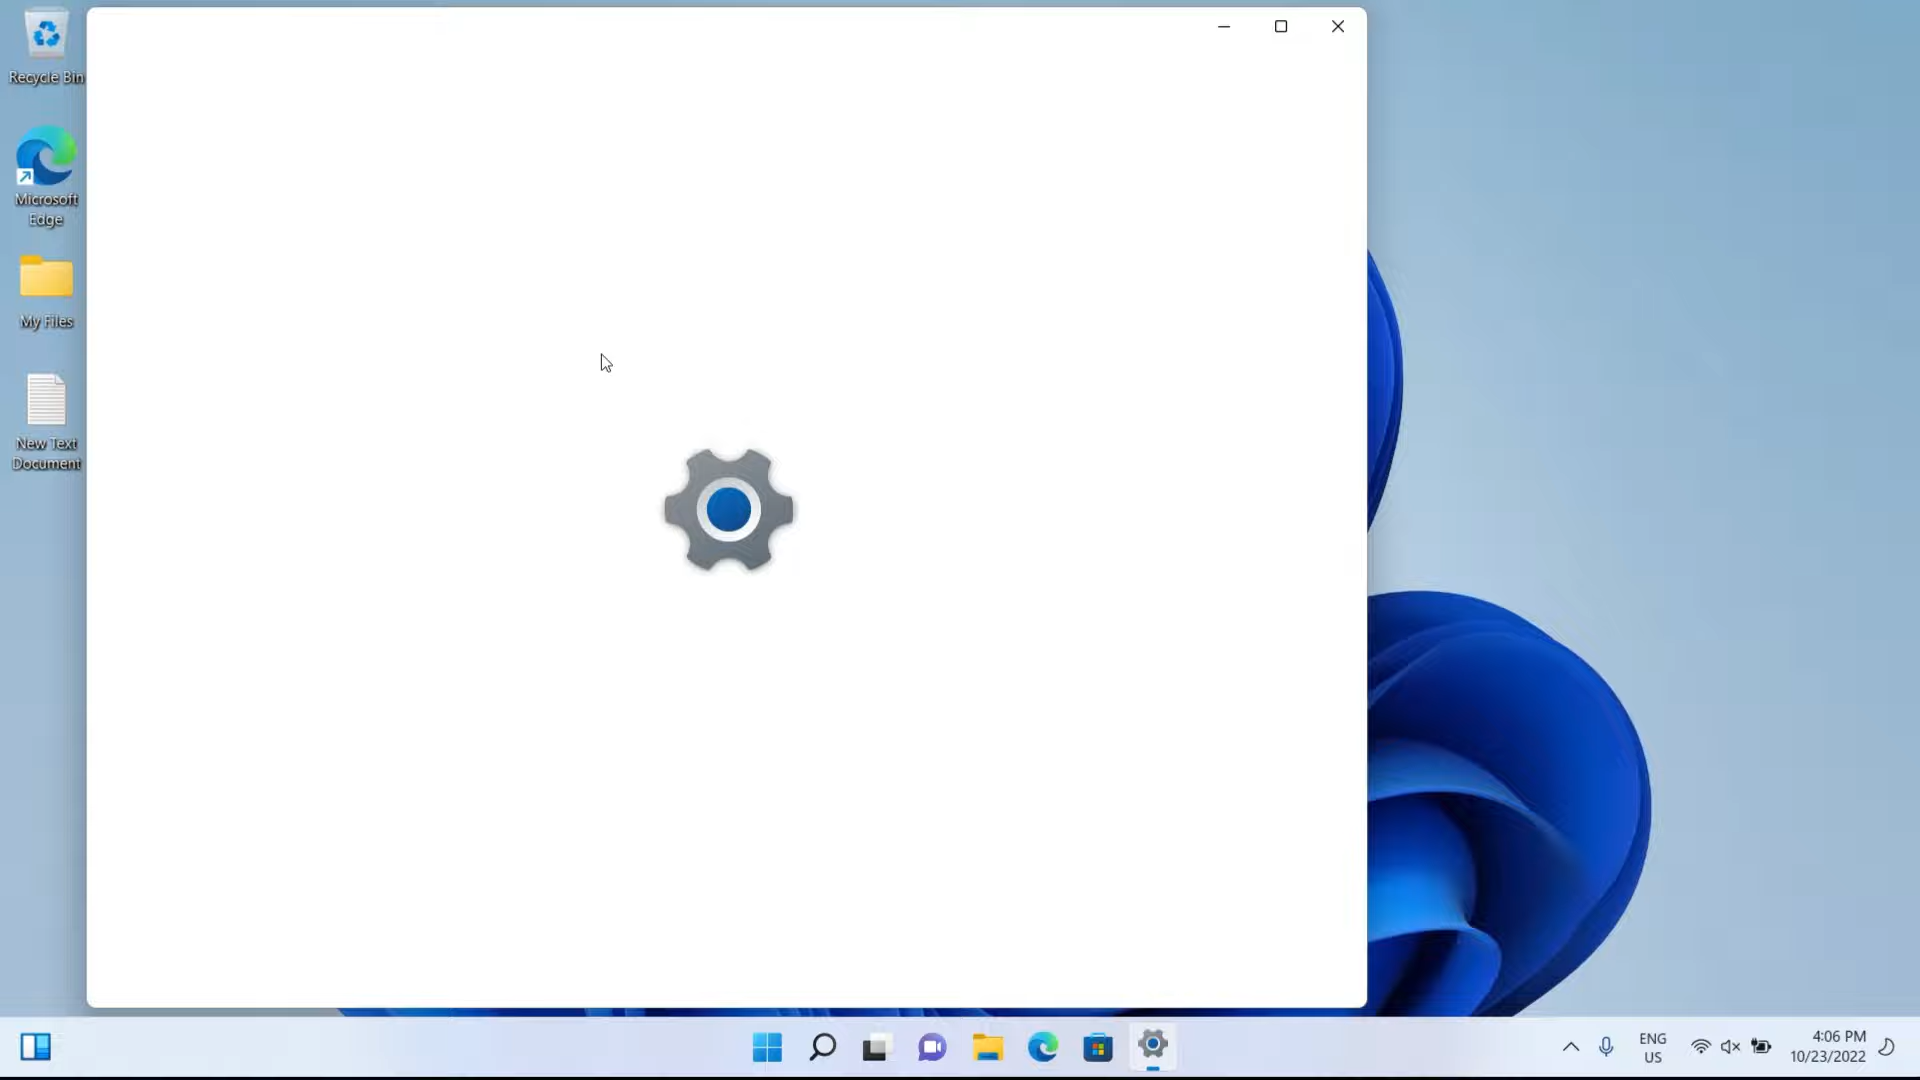 Recycle Bin
Microsoft
Edge
My Files
New Text
Document
ENG
US
4:06 PM
10/23/2022